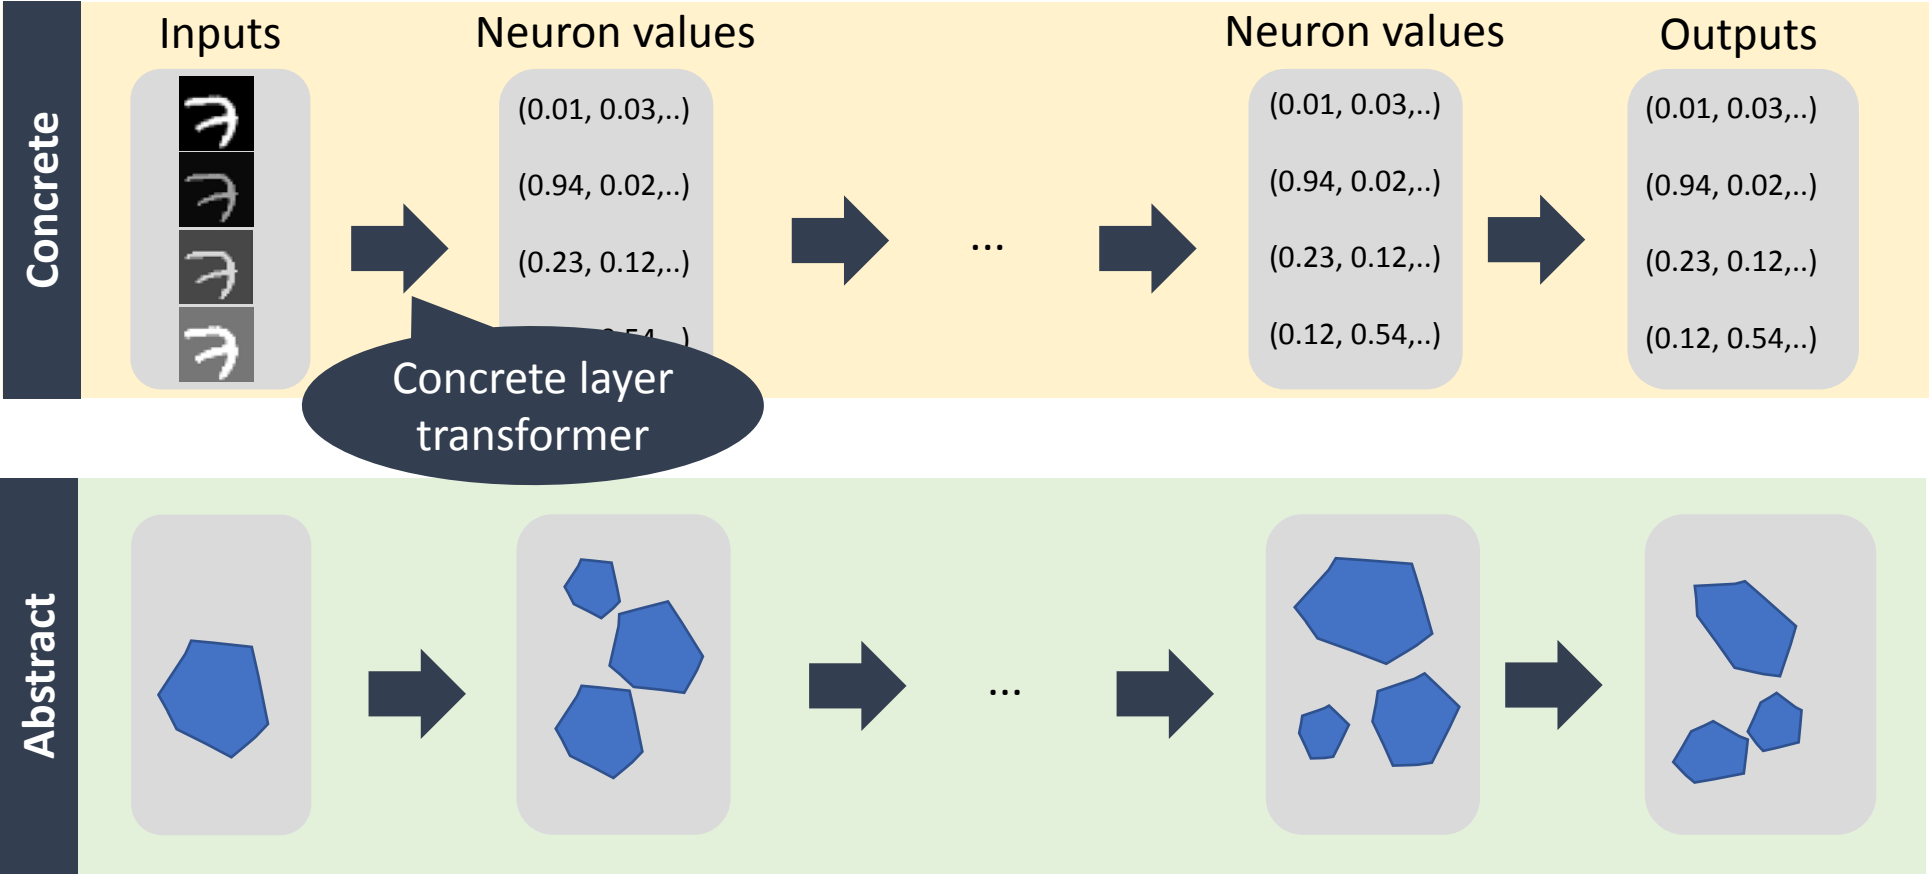 Concrete
Inputs
Neuron values
Neuron values
Outputs
(0.01, 0.03,..)
(0.94, 0.02,..)
(0.23, 0.12,..)
54,..)
Concrete layer
transformer
...
(0.01, 0.03,..)
(0.94, 0.02,..)
(0.23, 0.12,..)
(0.12, 0.54,..)
(0.01, 0.03,..)
(0.94, 0.02,..)
(0.23, 0.12,..)
(0.12, 0.54,..)
Abstract
...